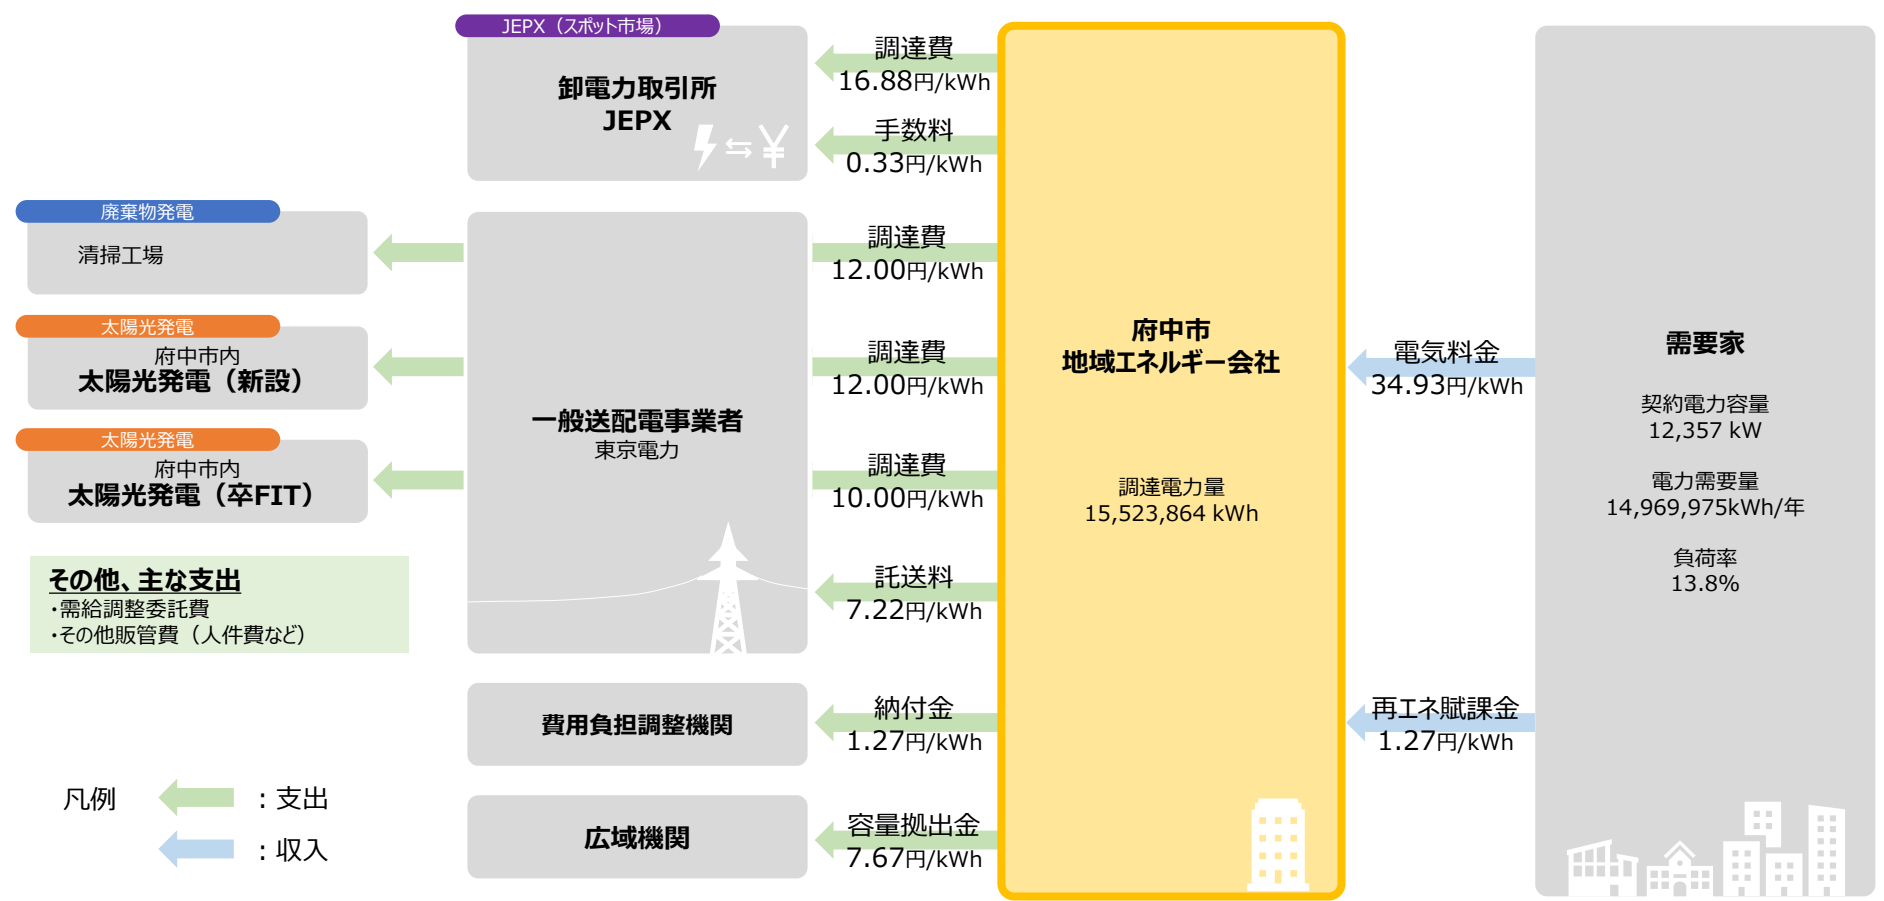 JEPX（スポット市場）
卸電力取引所
JEPX
調達費
16.88円/kWh
手数料
0.33円/kWh
廃棄物発電
清掃工場
調達費
12.00円/kWh
太陽光発電
府中市内
太陽光発電（新設）
調達費
12.00円/kWh
太陽光発電
府中市内
太陽光発電（卒FIT）
調達費
10.00円/kWh
一般送配電事業者
東京電力
託送料
7.22円/kWh
その他、主な支出
・需給調整委託費
・その他販管費（人件費など）
費用負担調整機関
納付金
1.27円/kWh
広域機関
容量拠出金
7.67円/kWh
府中市
地域エネルギー会社
調達電力量
15,523,864 kWh
電気料金
34.93円/kWh
再エネ賦課金
1.27円/kWh
需要家
契約電力容量
12,357 kW
電力需要量
14,969,975kWh/年
負荷率
13.8%
凡例
：支出
：収入